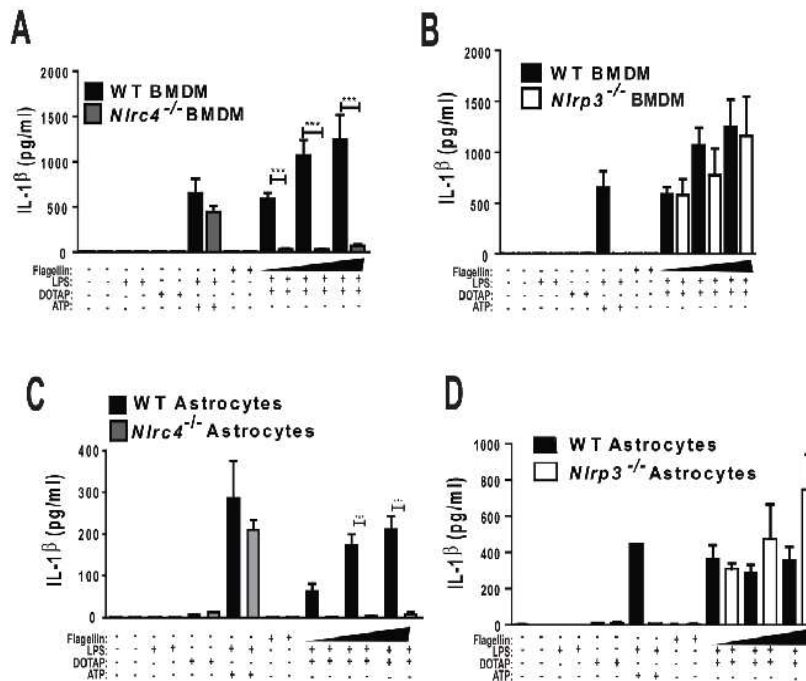 A
2000
1500
1000
500
0
IL-1β (pg/ml)
WT BMDM
Nlrc4-/- BMDM
*** *** ***
Flagellin: - - - - - - - - + +
LPS: - - + + - - + + - - + + + + + +
DOTAP: - - - - + + - - - - + + + + + +
ATP: - - - - - - + + - - - - - - - -
B
2000
1500
1000
500
0
IL-1β (pg/ml)
WT BMDM
Nlrp3-/- BMDM
Flagellin: - - - - - - - - + +
LPS: - - + + - - + + - - + + + + + +
DOTAP: - - - - + + - - - - + + + + + +
ATP: - - - - - - + + - - - - - - - -
C
WT Astrocytes
Nlrc4-/- Astrocytes
400
300
200
100
0
IL-1β (pg/ml)
*** ***
Flagellin: - - - - - - - - + +
LPS: - - + + - - + + - - + + + + + +
DOTAP: - - - - + + - - - - + + + + + +
ATP: - - - - - - + + - - - - - - - -
D
1000
800
600
400
200
0
IL-1β (pg/ml)
WT Astrocytes
Nlrp3-/- Astrocytes
Flagellin: - - - - - - - - + +
LPS: - - + + - - + + - - + + + + +
DOTAP: - - - - + + - - - - + + + + +
ATP: - - - - - - + + - - - - - - -